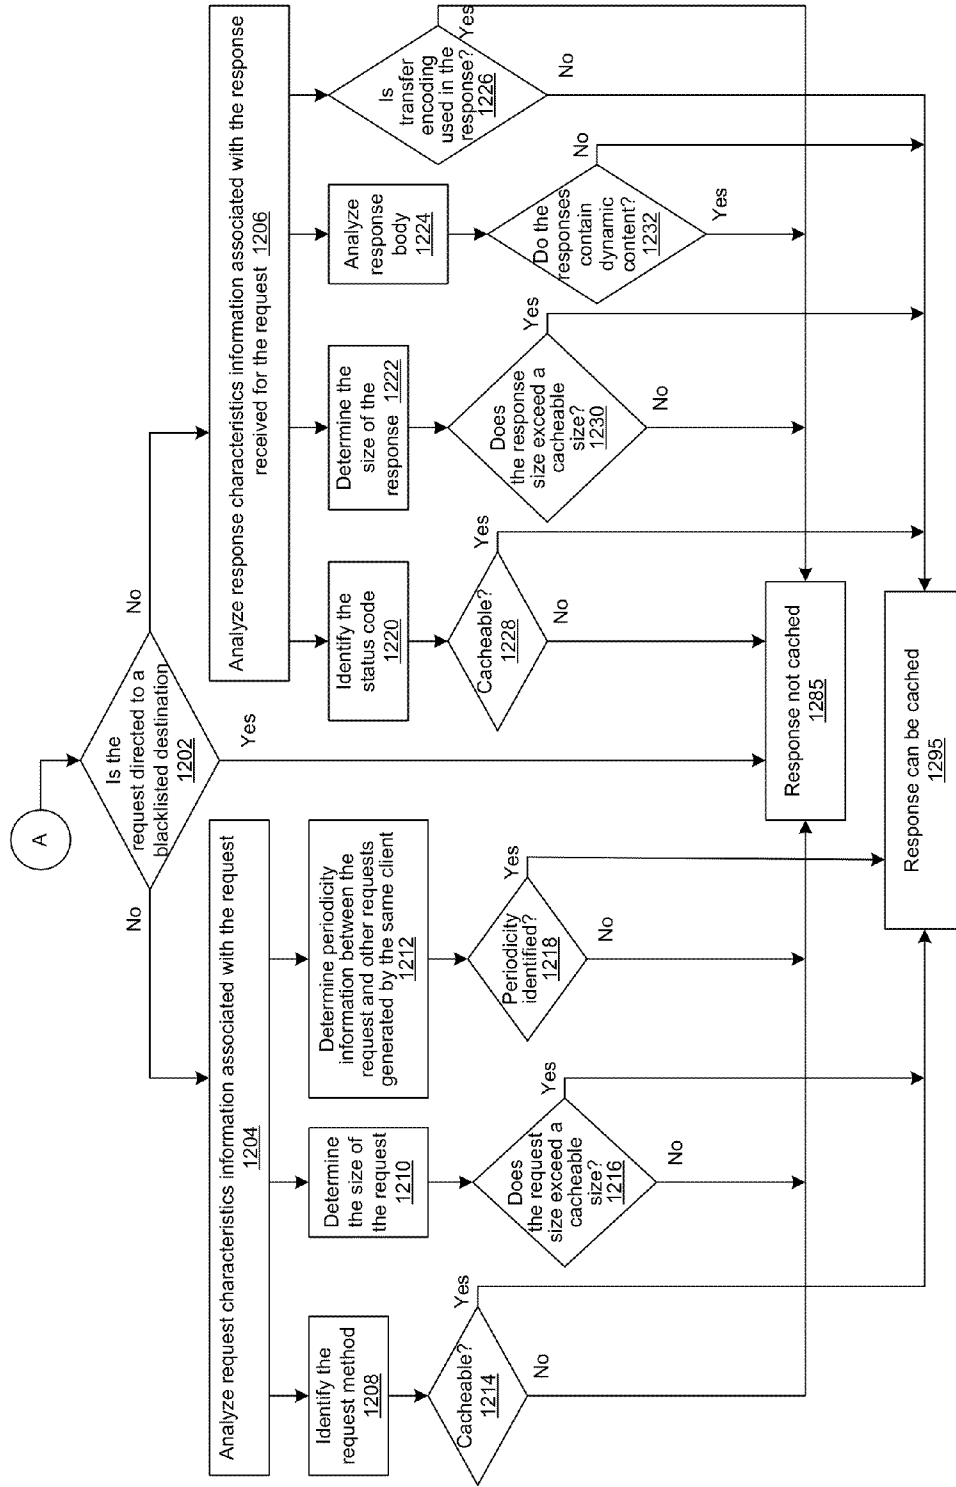 A
Is the
request directed to a
blacklisted destination
1202
No
No
Yes
Analyze request characteristics information associated with the request
1204
Analyze response characteristics information associated with the response
received for the request 1206
Identify the
request method
1208
Determine
the size of
the request
1210
Determine periodicity
information between the
request and other requests
generated by the same client
1212
Identify the
status code
1220
Determine the
size of the
response 1222
Analyze
response
body
1224
Is
transfer
encoding
used in the
response?
1226
Yes
No
Cacheable?
1214
Yes
No
Does
the request
size exceed a
cacheable
size?
1216
Yes
No
Periodicity
identified?
1218
Yes
No
Cacheable?
1228
Yes
No
Does
the response
size exceed a
cacheable
size?
1230
Yes
No
Do the
responses
contain
dynamic
content?
1232
No
Yes
Response not cached
1285
Response can be cached
1295